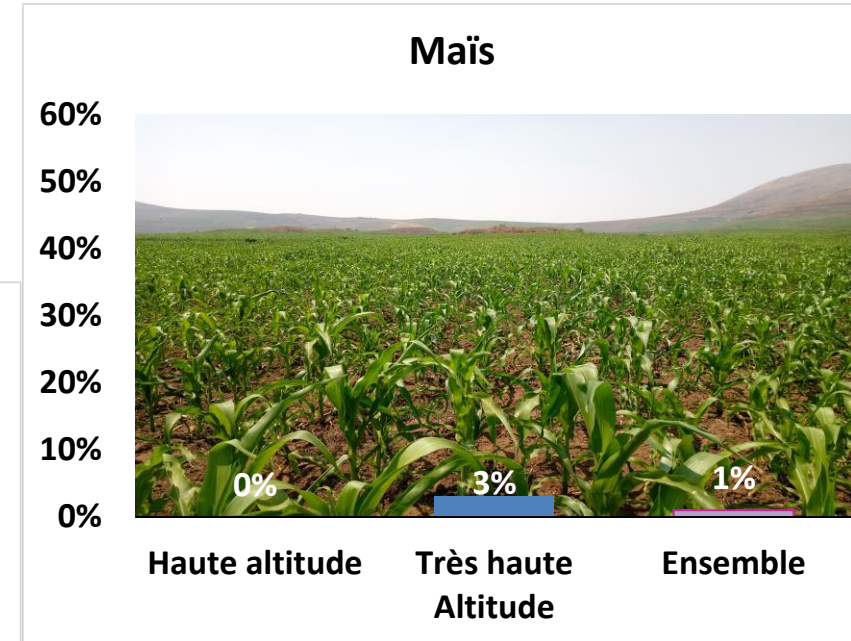 Maïs
60%
50%
40%
30%
20%
10%
0%
0%
3%
1%
Haute altitude
Très haute
Altitude
Ensemble